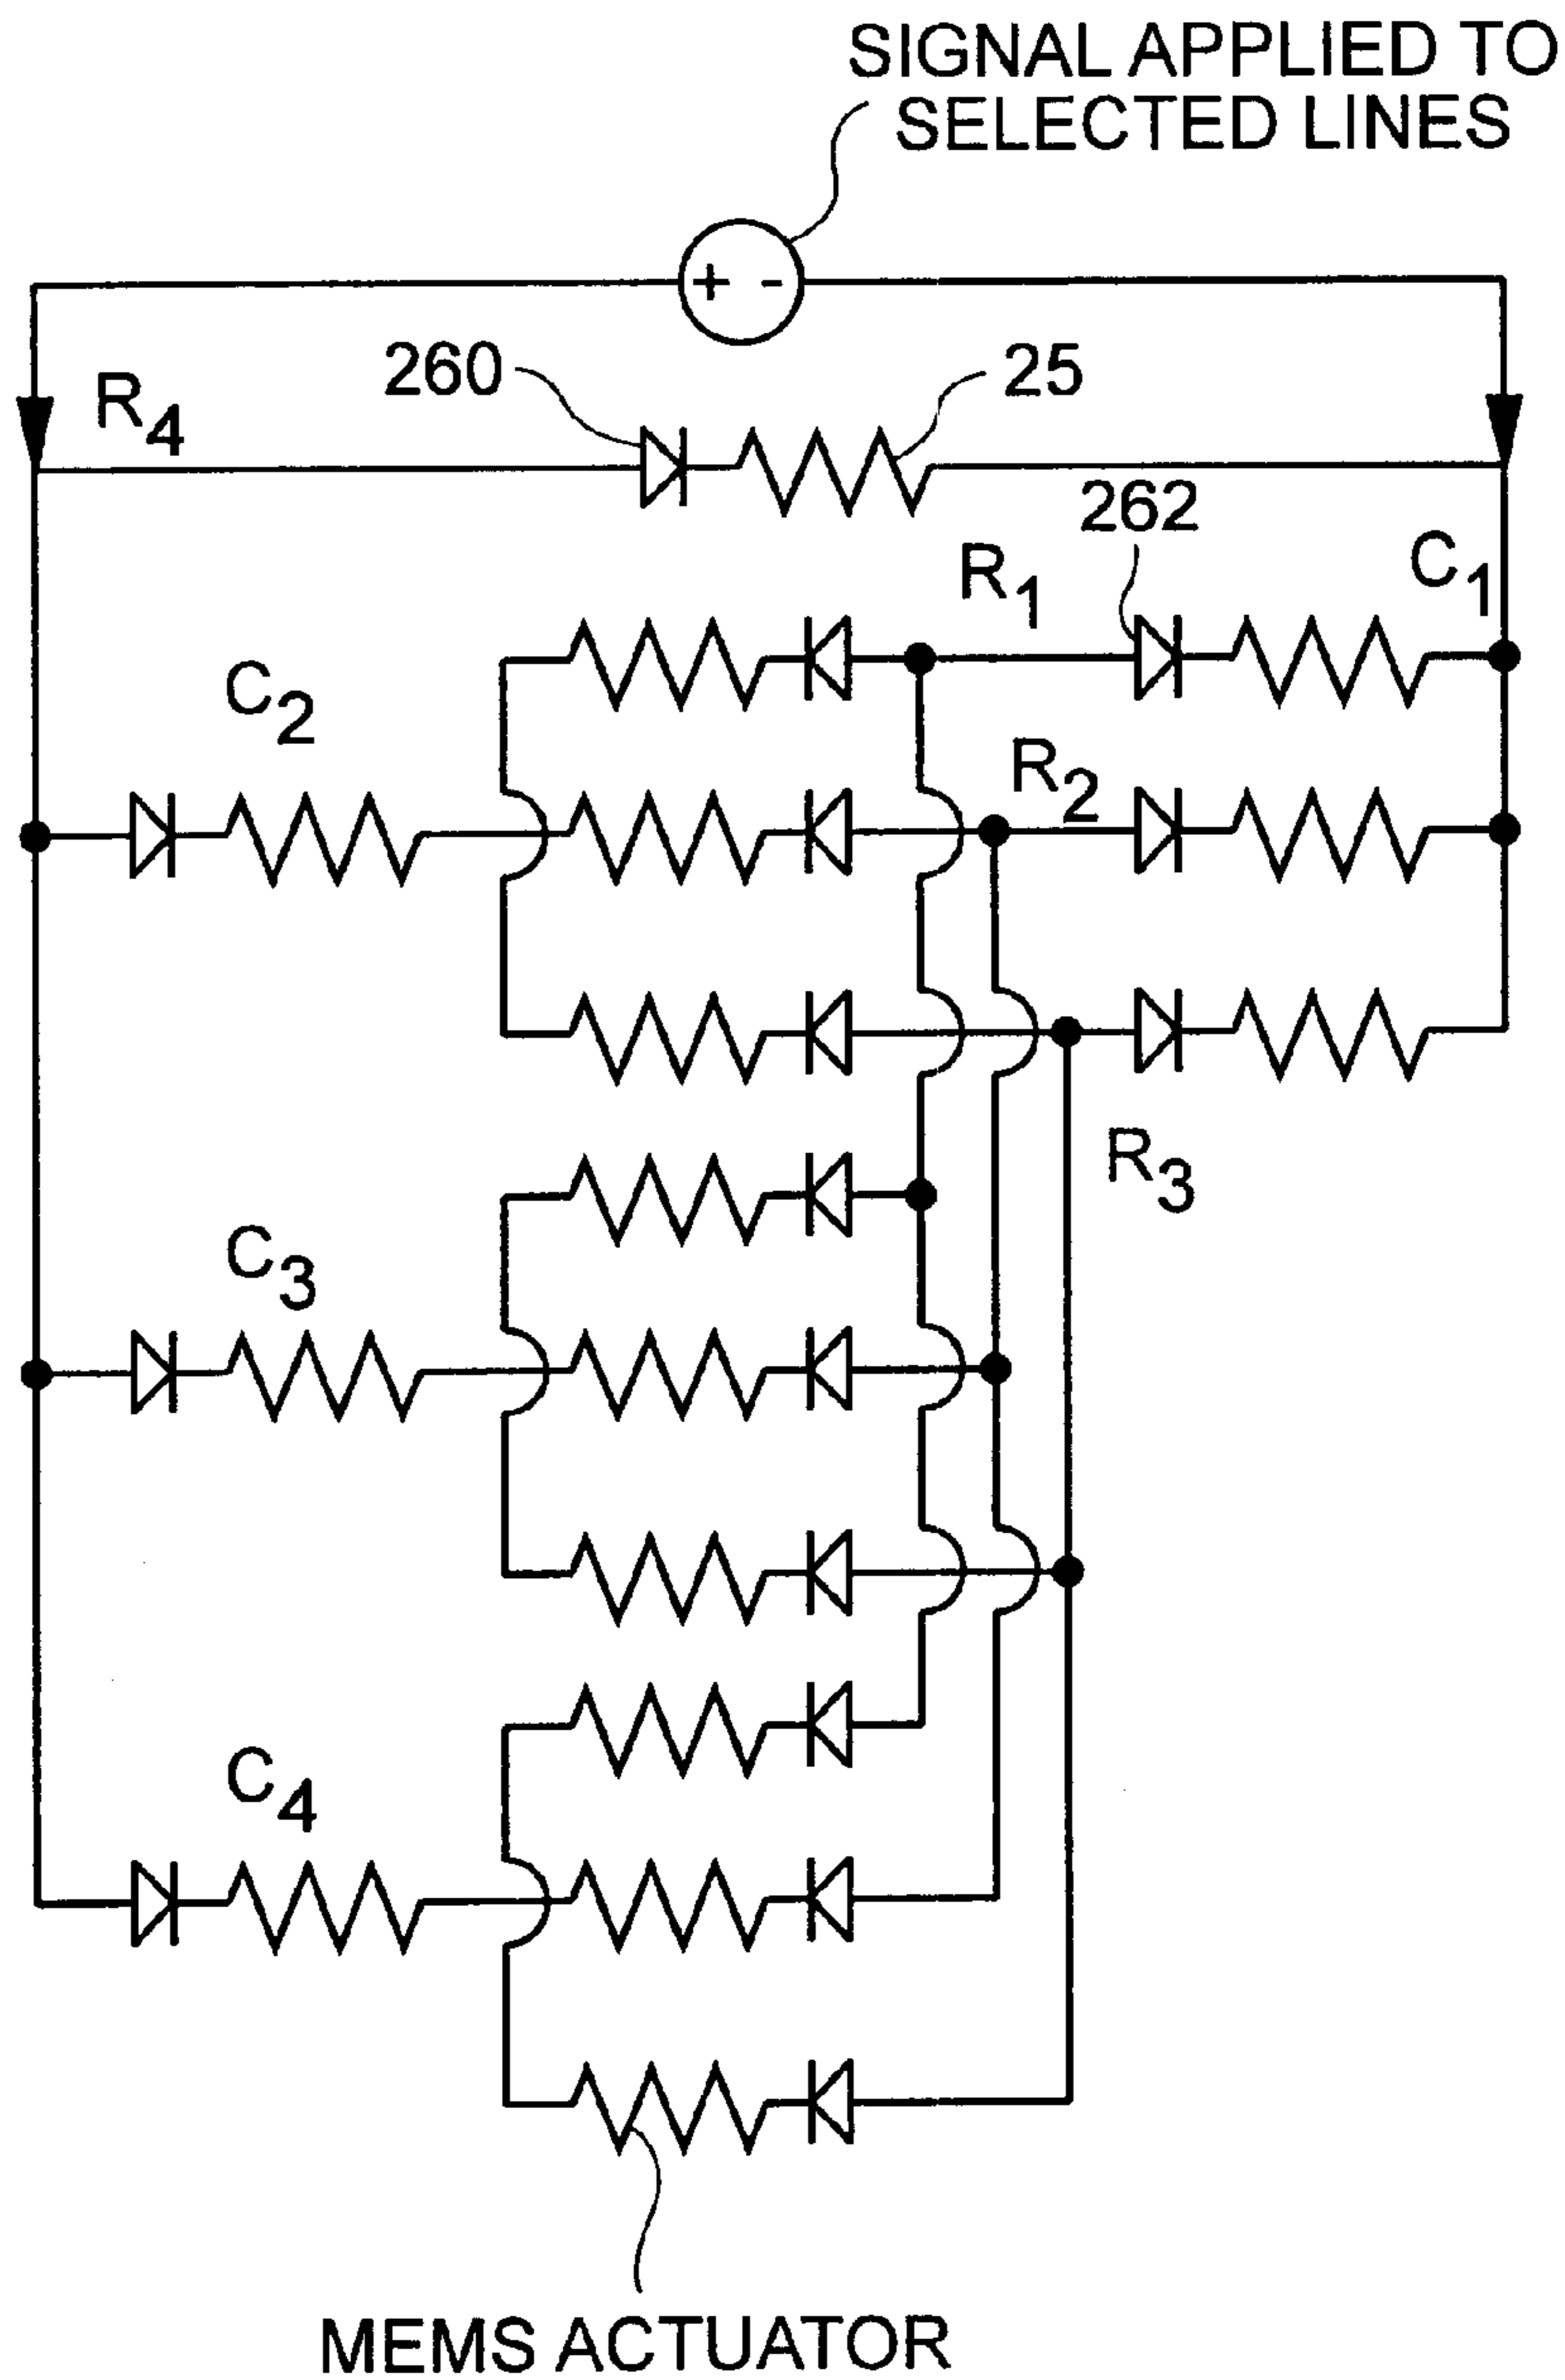 SIGNAL APPLIED TO
SELECTED LINES
+ -
260
25
R4
262
R1
C1
C2
R2
R3
C3
C4
MEMS ACTUATOR